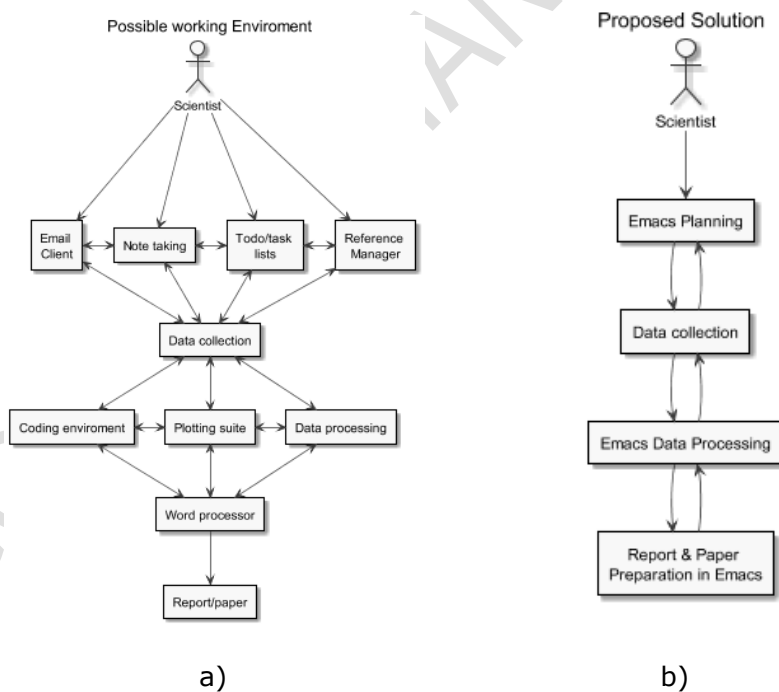 Possible working Enviroment
Scientist
Email
Client
Note taking
Todo/task
lists
Reference
Manager
Data collection
Coding enviroment
Plotting suite
Data processing
Word processor
Report/paper
a)
Proposed Solution
Scientist
Emacs Planning
Data collection
Emacs Data Processing
Report & Paper
Preparation in Emacs
b)